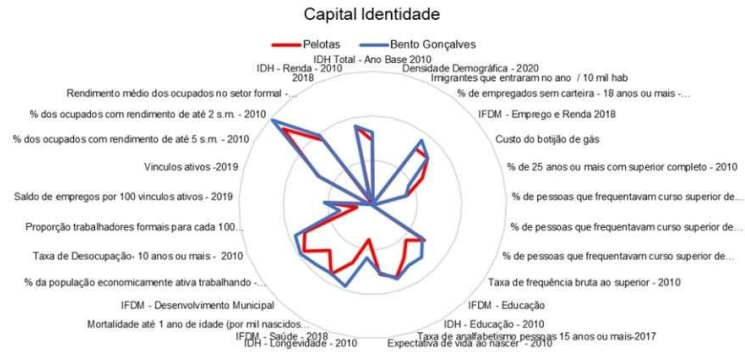 Capital Identidade
Pelotas
Bento Gonçalves
IDH Total - Ano Base 2010
Densidade Demográfica - 2020
Imigrantes que entraram no ano / 10 mil hab
% de empregados sem carteira - 18 anos ou mais -...
IFDM - Emprego e Renda 2018
Custo do botijão de gás
% de 25 anos ou mais com superior completo - 2010
% de pessoas que frequentavam curso superior de...
% de pessoas que frequentavam curso superior de...
% de pessoas que frequentavam curso superior de...
Taxa de frequência bruta ao superior - 2010
IFDM - Educação
IDH - Educação - 2010
Taxa de analfabetismo pessoas 15 anos ou mais-2017
Expectativa de vida ao nascer - 2010
IDH - Longevidade - 2010
IFDM - Saúde - 2018
Mortalidade até 1 ano de idade (por mil nascidos...
IFDM - Desenvolvimento Municipal
% da população economicamente ativa trabalhando -...
Taxa de Desocupação- 10 anos ou mais - 2010
Proporção trabalhadores formais para cada 100...
Saldo de empregos por 100 vinculos ativos - 2019
Vinculos ativos -2019
% dos ocupados com rendimento de até 5 s.m. - 2010
% dos ocupados com rendimento de até 2 s.m. - 2010
Rendimento médio dos ocupados no setor formal -...
2018
IDH - Renda - 2010